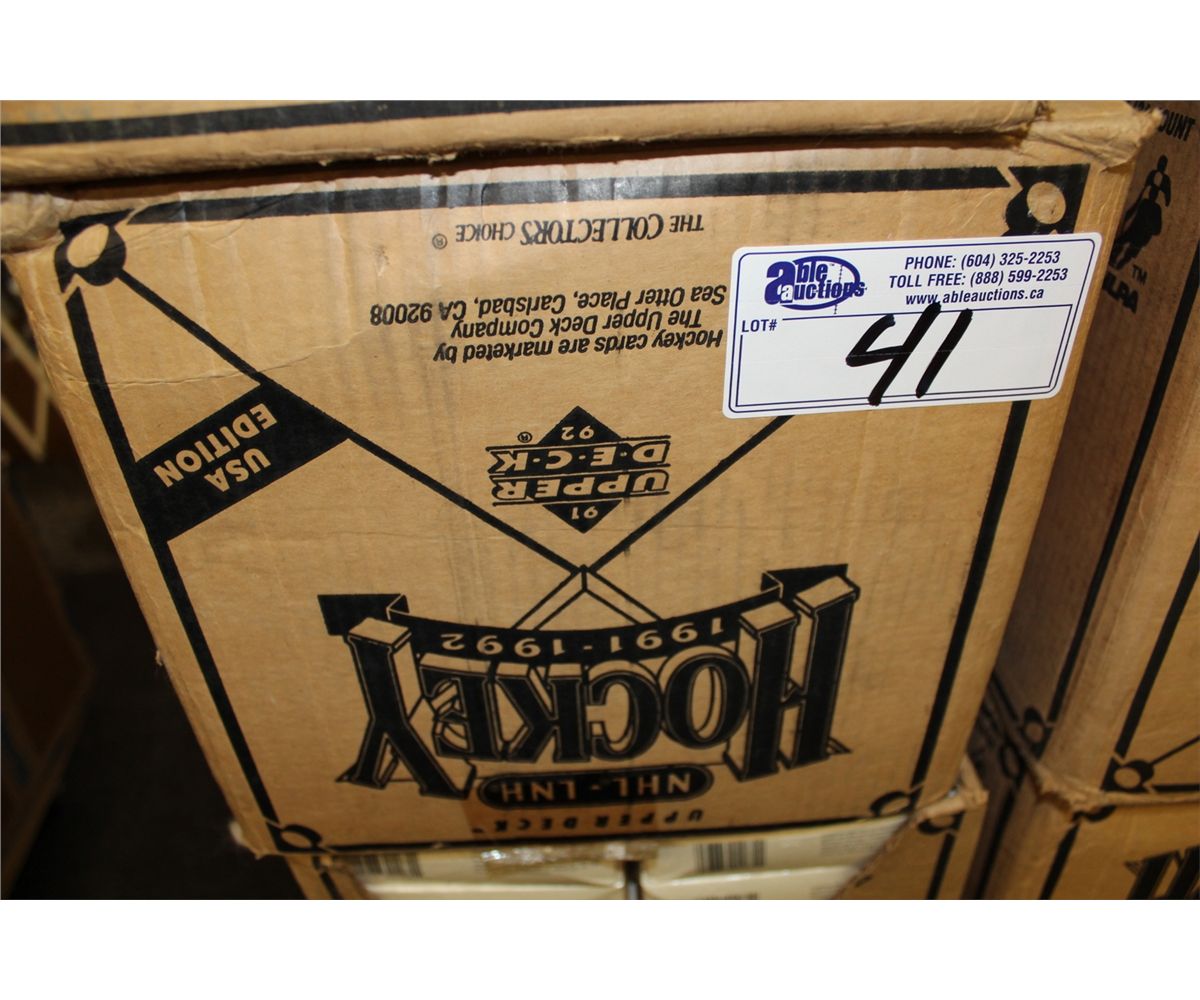 Able Auctions
PHONE: (604) 325-2253
TOLL FREE: (888) 599-2253
www.ableauctions.ca
LOT# 41
UPPER DECK
NHL - LNH
HOCKEY
1991-1992
91
UPPER
D·E·C·K ®
92
USA
EDITION
Hockey cards are marketed by
The Upper Deck Company
Sea Otter Place, Carlsbad, CA 92008
THE COLLECTOR'S CHOICE ®